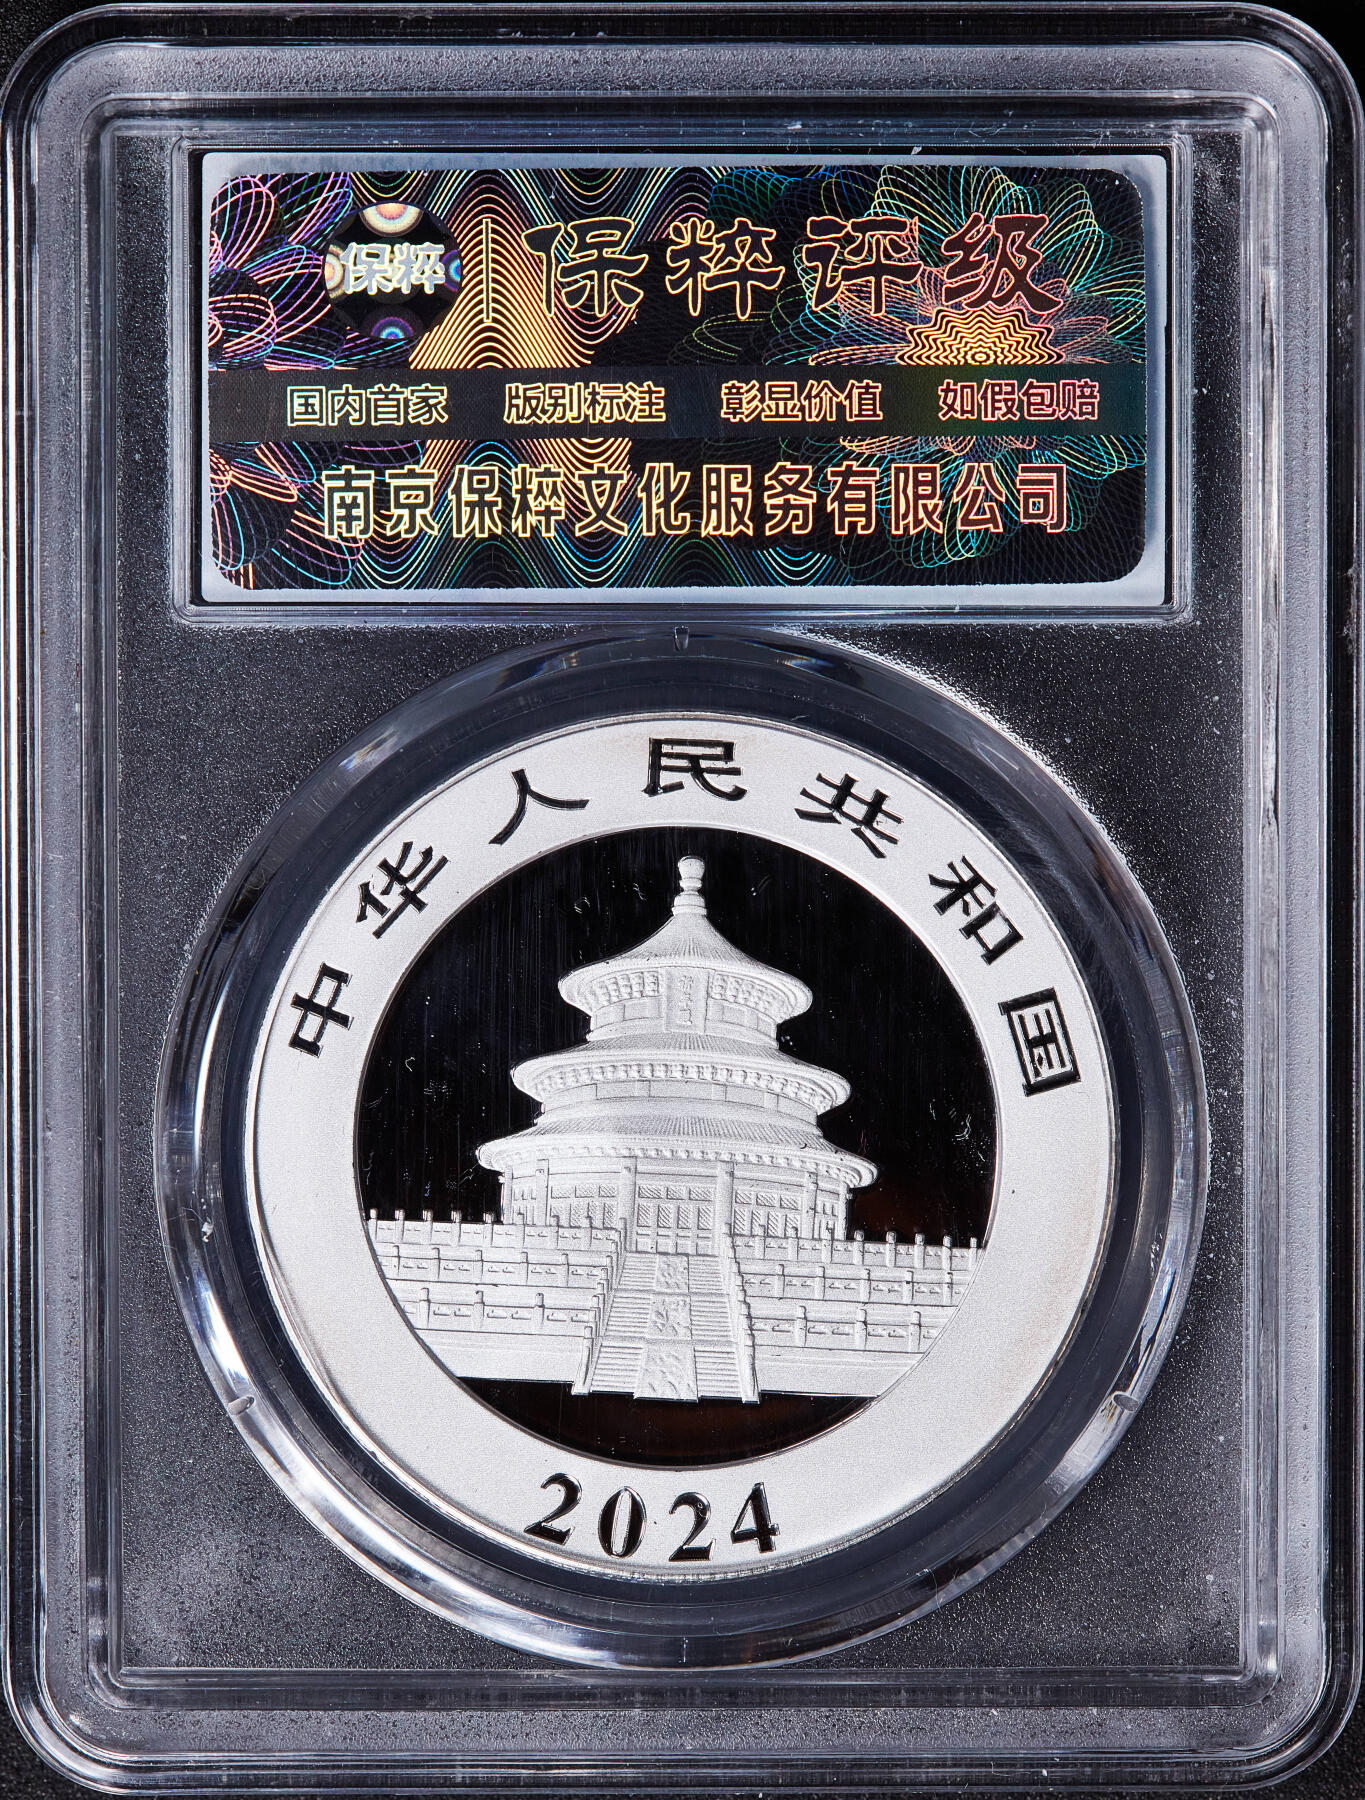 保粹 保粹评级
国内首家 版别标注 彰显价值 如假包赔
南京保粹文化服务有限公司
中华人民共和国
2024